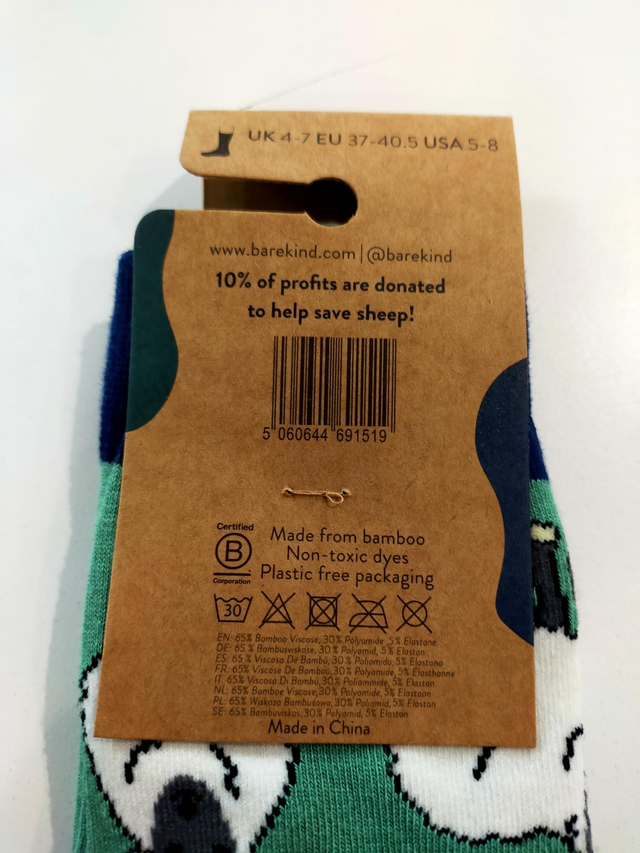 UK 4-7 EU 37-40.5 USA 5-8
www.barekind.com | @barekind
10% of profits are donated
to help save sheep!
5 060644 691519
Certified
B
Corporation
Made from bamboo
Non-toxic dyes
Plastic free packaging
30
EN: 65% Bamboo Viscose, 30% Polyamide, 5% Elastane
DE: 65% Bambusviskose, 30% Polyamid, 5% Elastan
ES: 65 % Viscosa De Bambú, 30 % Poliamida, 5% Elastano
FR: 65% Viscose De Bambou, 30% Polyamide, 5% Élasthanne
IT: 65% Viscosa Di Bambù, 30% Poliammide, 5% Elastan
NL: 65% Bamboe Viscose, 30% Polyamide, 5% Elastaan
PL: 65% Wiskoza Bambusowa, 30% Poliamid, 5% Elastan
SE: 65% Bambuviskos, 30% Polyamid, 5% Elastan
Made in China